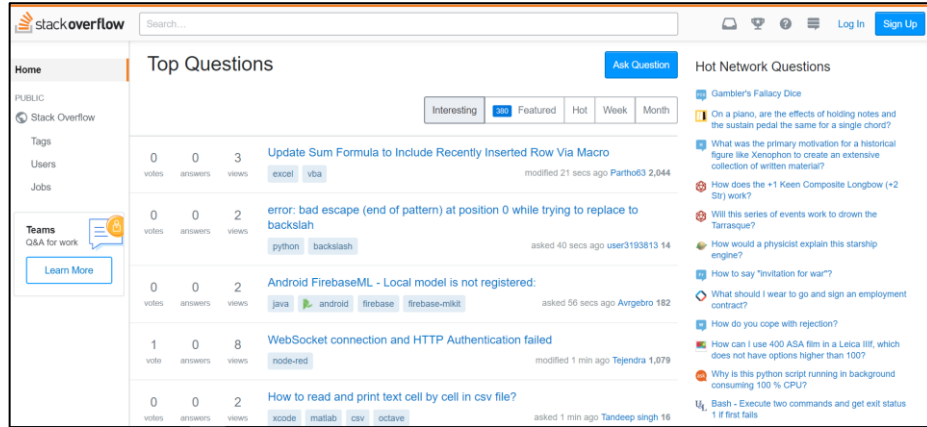 stackoverflow
Search...
Log In
Sign Up
Home
PUBLIC
Stack Overflow
Tags
Users
Jobs
Teams
Q&A for work
Learn More
Top Questions
Ask Question
Interesting
380 Featured
Hot
Week
Month
0 votes
0 answers
3 views
Update Sum Formula to Include Recently Inserted Row Via Macro
excel vba
modified 21 secs ago Partho63 2,044
0 votes
0 answers
2 views
error: bad escape (end of pattern) at position 0 while trying to replace to
backslah
python backslash
asked 40 secs ago user3193813 14
0 votes
0 answers
2 views
Android FirebaseML - Local model is not registered:
java android firebase firebase-mlkit
asked 56 secs ago Avrgebro 182
1 vote
0 answers
8 views
WebSocket connection and HTTP Authentication failed
node-red
modified 1 min ago Tejendra 1,079
0 votes
0 answers
2 views
How to read and print text cell by cell in csv file?
xcode matlab csv octave
asked 1 min ago Tandeep singh 16
Hot Network Questions
Gambler's Fallacy Dice
On a piano, are the effects of holding notes and
the sustain pedal the same for a single chord?
What was the primary motivation for a historical
figure like Xenophon to create an extensive
collection of written material?
How does the +1 Keen Composite Longbow (+2
Str) work?
Will this series of events work to drown the
Tarrasque?
How would a physicist explain this starship
engine?
How to say "invitation for war"?
What should I wear to go and sign an employment
contract?
How do you cope with rejection?
How can I use 400 ASA film in a Leica IIIf, which
does not have options higher than 100?
Why is this python script running in background
consuming 100 % CPU?
Bash - Execute two commands and get exit status
1 if first fails